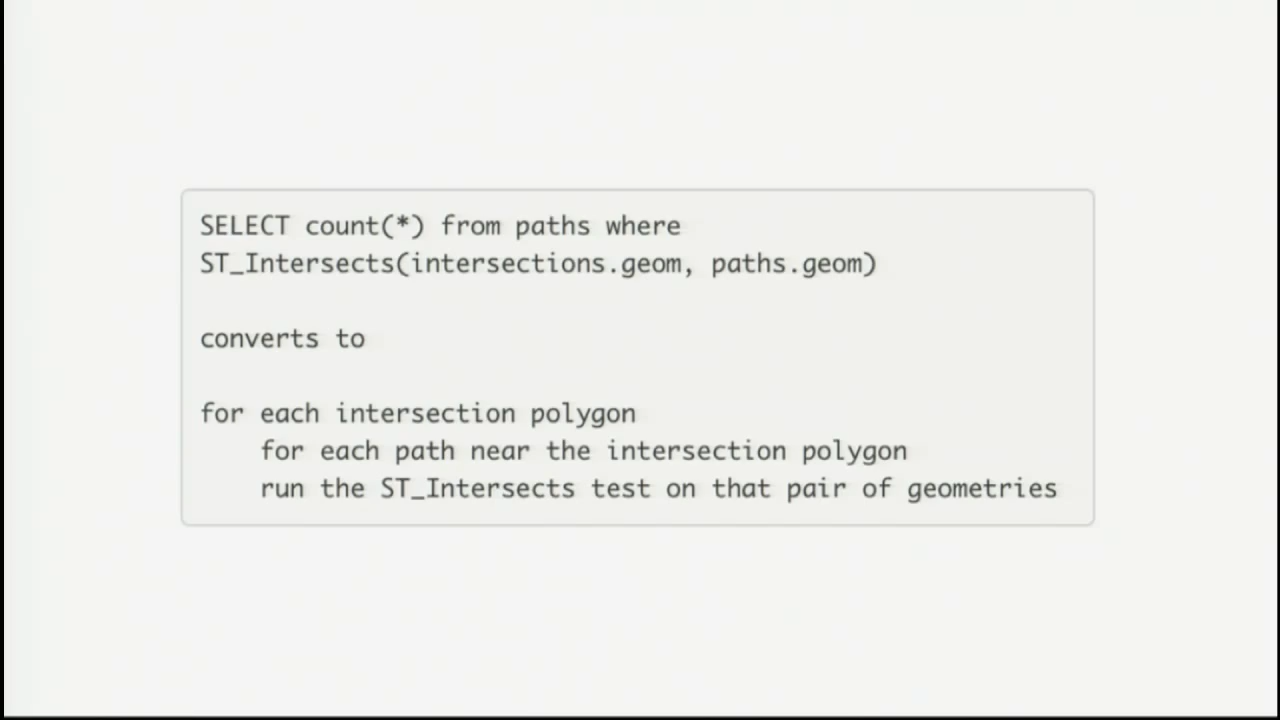 SELECT count(*) from paths where
ST_Intersects(intersections.geom, paths.geom)
converts to
for each intersection polygon
for each path near the intersection polygon
run the ST_Intersects test on that pair of geometries